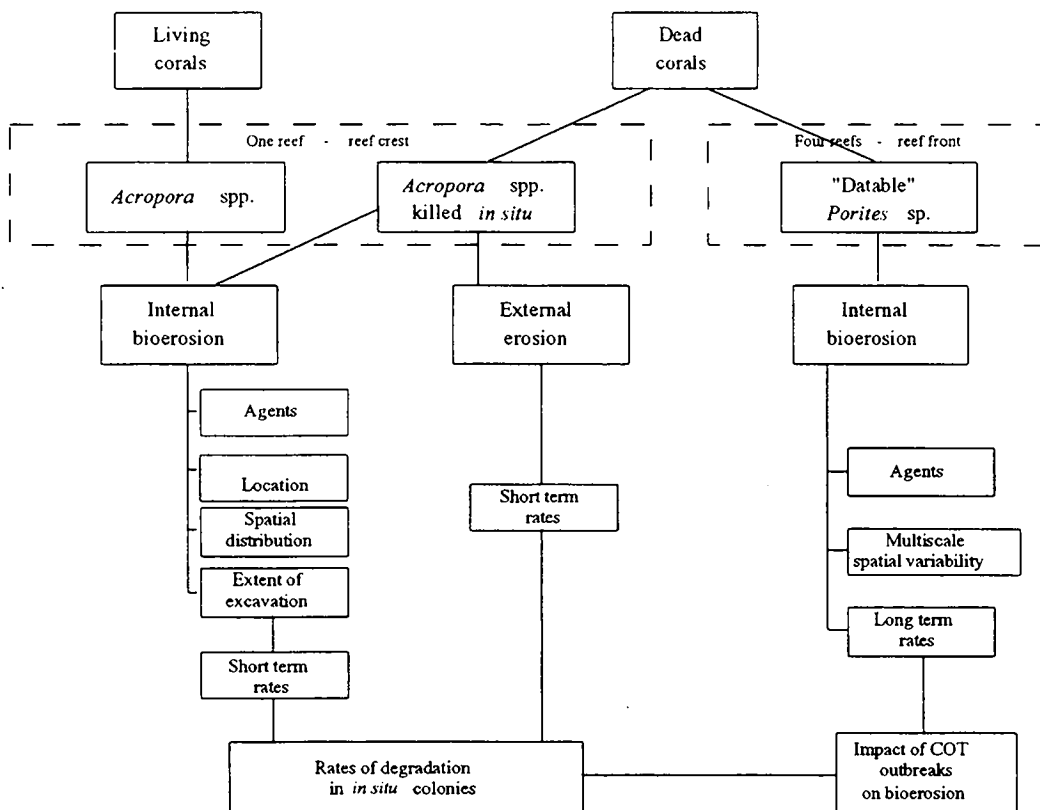 Living
corals
Dead
corals
One reef - reef crest
Four reefs - reef front
Acropora spp.
Acropora spp.
killed in situ
"Datable"
Porites sp.
Internal
bioerosion
External
erosion
Internal
bioerosion
Agents
Location
Spatial
distribution
Extent of
excavation
Short term
rates
Short term
rates
Agents
Multiscale
spatial variability
Long term
rates
Rates of degradation
in in situ colonies
Impact of COT
outbreaks
on bioerosion